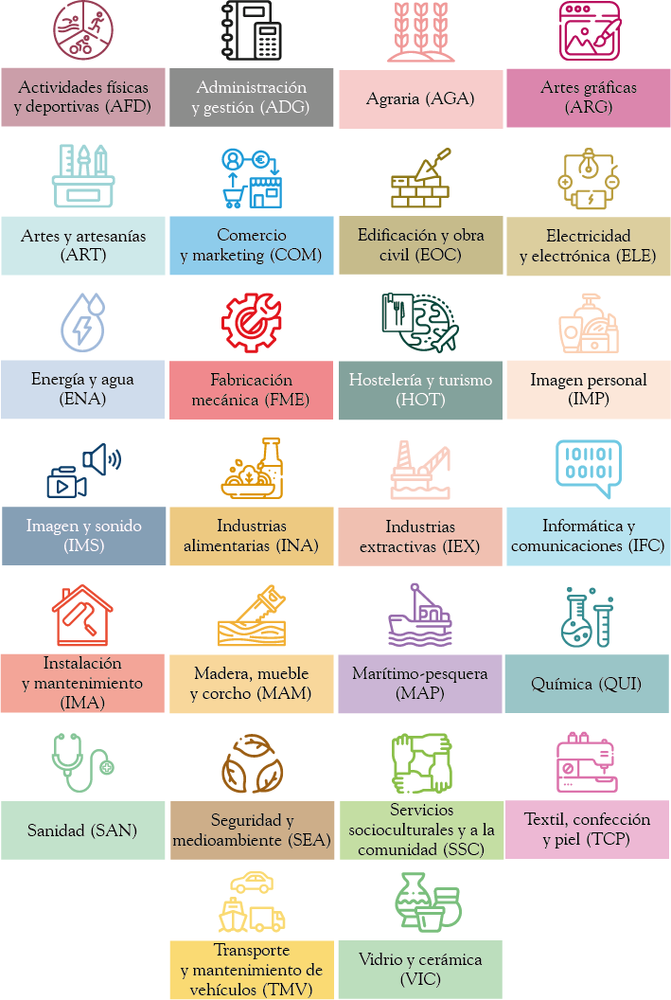 Actividades físicas
y deportivas (AFD)
Administración
y gestión (ADG)
Agraria (AGA)
Artes gráficas
(ARG)
Artes y artesanías
(ART)
Comercio
y marketing (COM)
Edificación y obra
civil (EOC)
Electricidad
y electrónica (ELE)
Energía y agua
(ENA)
Fabricación
mecánica (FME)
Hostelería y turismo
(HOT)
Imagen personal
(IMP)
Imagen y sonido
(IMS)
Industrias
alimentarias (INA)
Industrias
extractivas (IEX)
101101
00101
Informática y
comunicaciones (IFC)
Instalación
y mantenimiento
(IMA)
Madera, mueble
y corcho (MAM)
Marítimo-pesquera
(MAP)
Química (QUI)
Sanidad (SAN)
Seguridad y
medioambiente (SEA)
Servicios
socioculturales y a la
comunidad (SSC)
Textil, confección
y piel (TCP)
Transporte
y mantenimiento de
vehículos (TMV)
Vidrio y cerámica
(VIC)